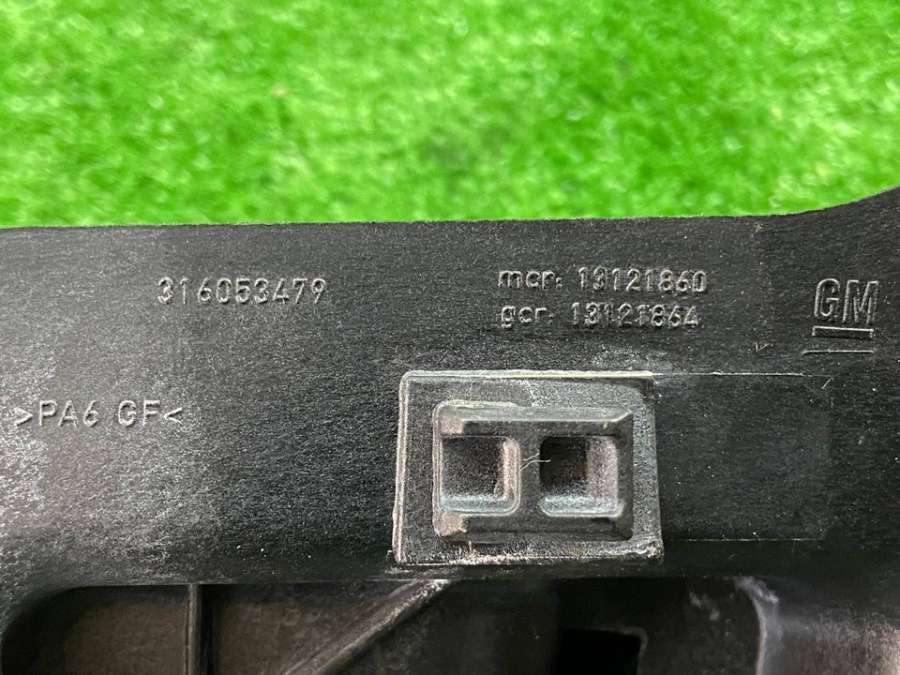 316053479
mcr: 13121860
gcr. 13121864
GM
>PA6 GF<